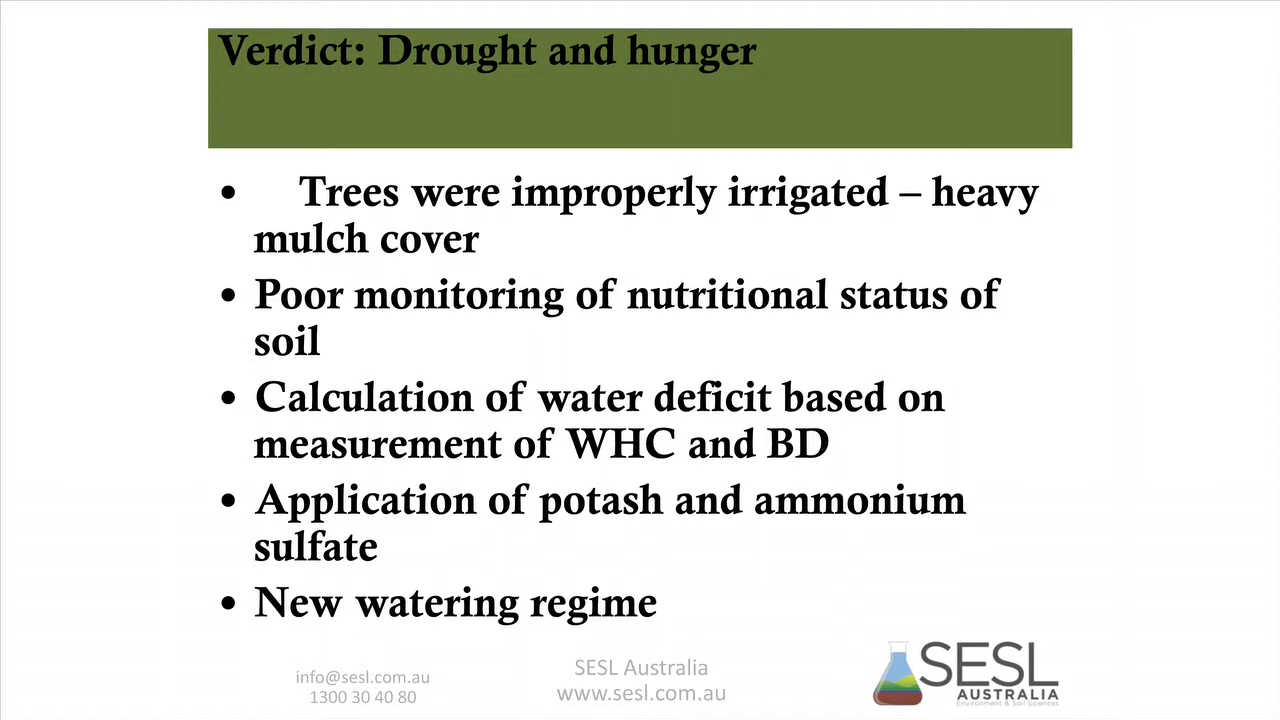 Verdict: Drought and hunger
• Trees were improperly irrigated – heavy
mulch cover
• Poor monitoring of nutritional status of
soil
• Calculation of water deficit based on
measurement of WHC and BD
• Application of potash and ammonium
sulfate
• New watering regime
info@sesl.com.au
1300 30 40 80
SESL Australia
www.sesl.com.au
SESL
AUSTRALIA
Environment & Soil Sciences